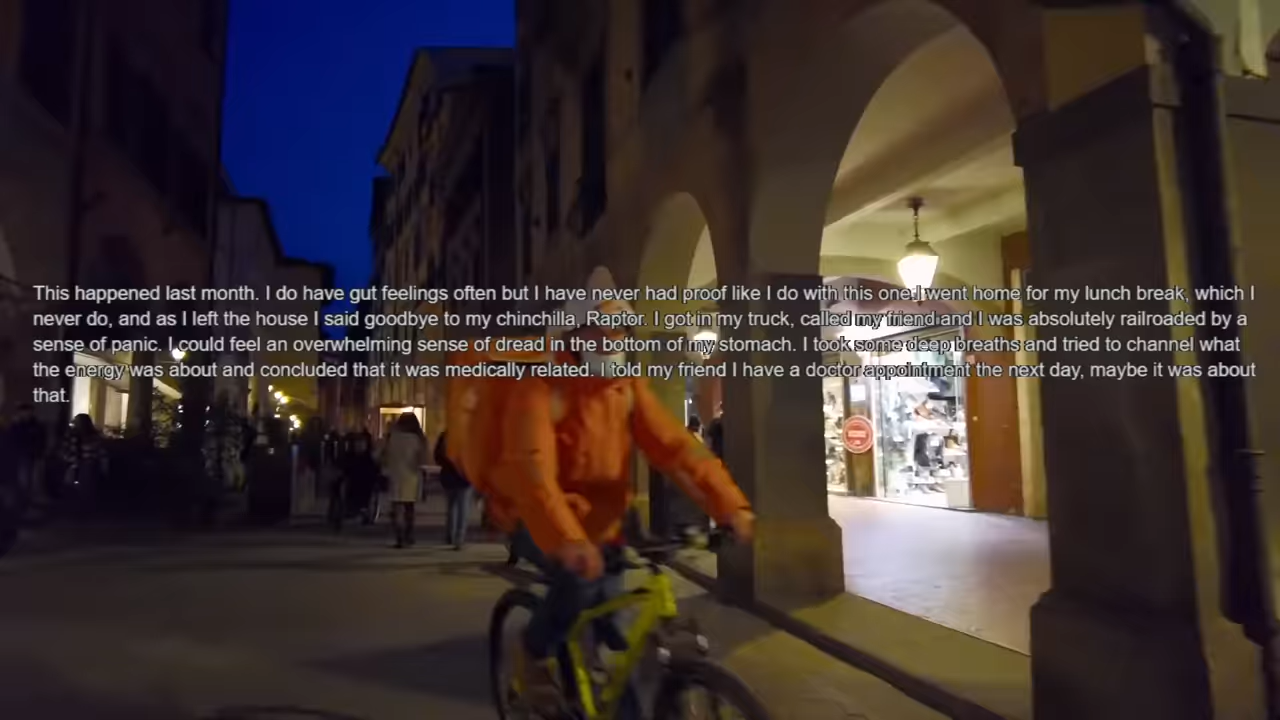 This happened last month. I do have gut feelings often but I have never had proof like I do with this one.I went home for my lunch break, which I
never do, and as I left the house I said goodbye to my chinchilla, Raptor. I got in my truck, called my friend and I was absolutely railroaded by a
sense of panic. I could feel an overwhelming sense of dread in the bottom of my stomach. I took some deep breaths and tried to channel what
the energy was about and concluded that it was medically related. I told my friend I have a doctor appointment the next day, maybe it was about
that.